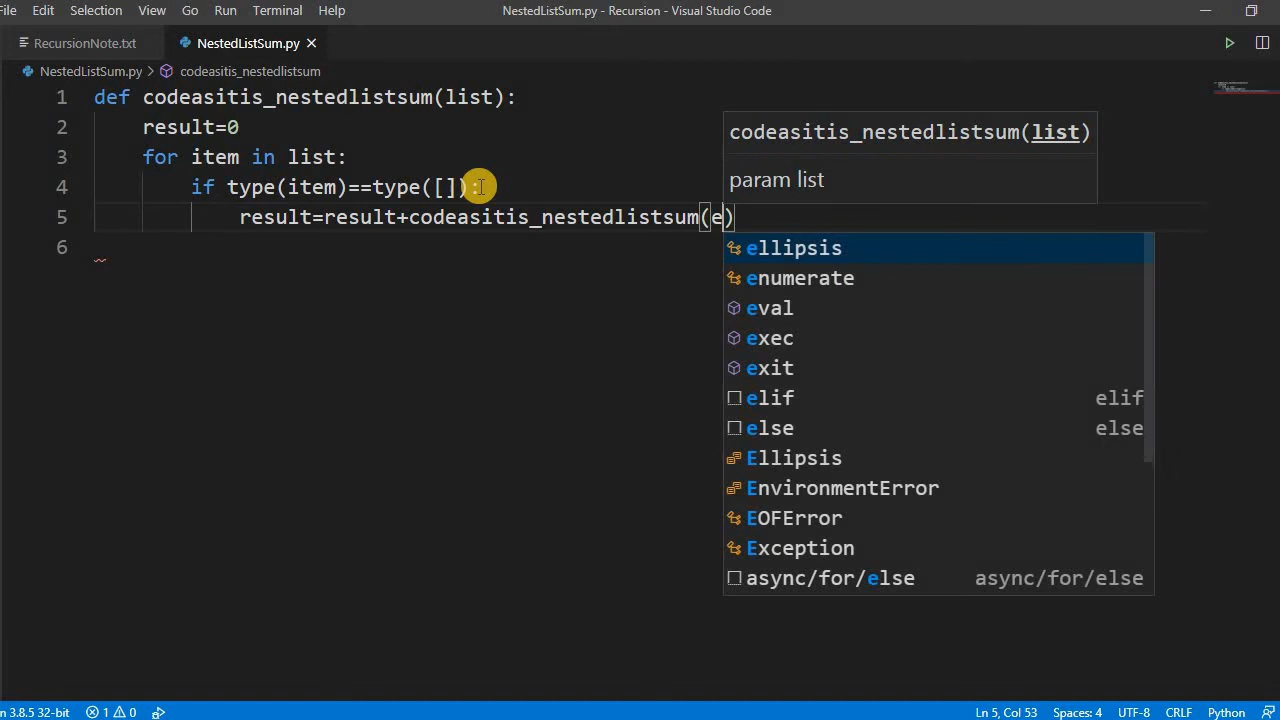 File Edit Selection View Go Run Terminal Help NestedListSum.py - Recursion - Visual Studio Code
RecursionNote.txt NestedListSum.py
NestedListSum.py > codeasitis_nestedlistsum
1 def codeasitis_nestedlistsum(list):
2 result=0
3 for item in list:
4 if type(item)==type([]):
5 result=result+codeasitis_nestedlistsum(e)
6
codeasitis_nestedlistsum(list)
param list
ellipsis
enumerate
eval
exec
exit
elif elif
else else
Ellipsis
EnvironmentError
EOFError
Exception
async/for/else async/for/else
n 3.8.5 32-bit 1 0 Ln 5, Col 53 Spaces: 4 UTF-8 CRLF Python